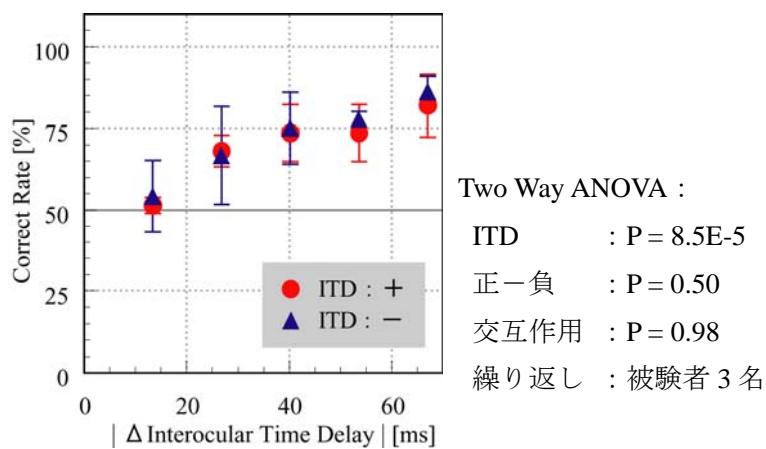 100
75
50
25
0
Correct Rate [%]
ITD : +
ITD : −
0 20 40 60
| Δ Interocular Time Delay | [ms]
Two Way ANOVA :
ITD : P = 8.5E-5
正－負 : P = 0.50
交互作用 : P = 0.98
繰り返し : 被験者 3 名